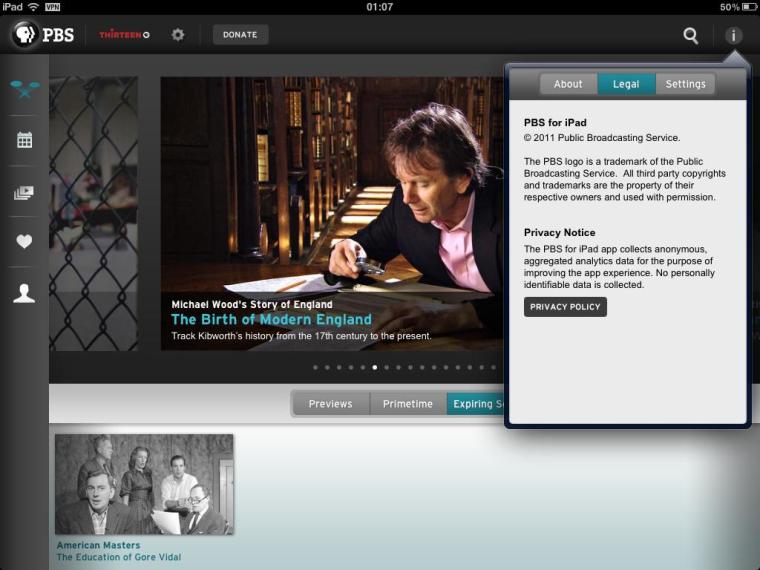 iPad VPN 01:07 50%
PBS THIRTEEN DONATE
About Legal Settings
PBS for iPad
© 2011 Public Broadcasting Service.
The PBS logo is a trademark of the Public
Broadcasting Service. All third party copyrights
and trademarks are the property of their
respective owners and used with permission.
Privacy Notice
The PBS for iPad app collects anonymous,
aggregated analytics data for the purpose of
improving the app experience. No personally
identifiable data is collected.
PRIVACY POLICY
Michael Wood's Story of England
The Birth of Modern England
Track Kibworth's history from the 17th century to the present.
Previews Primetime Expiring S
American Masters
The Education of Gore Vidal